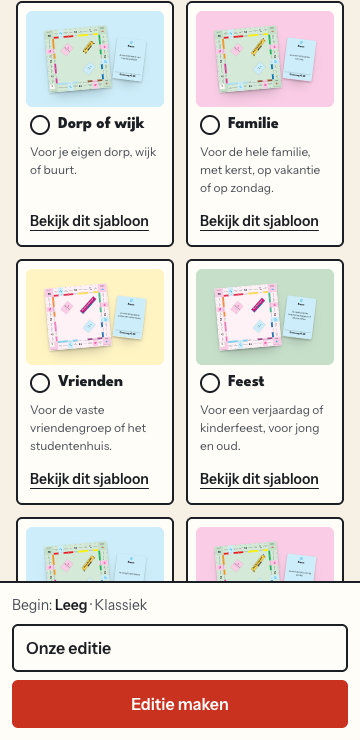 Dorp of wijk
Voor je eigen dorp, wijk
of buurt.
Bekijk dit sjabloon
Familie
Voor de hele familie,
met kerst, op vakantie
of op zondag.
Bekijk dit sjabloon
Vrienden
Voor de vaste
vriendengroep of het
studentenhuis.
Bekijk dit sjabloon
Feest
Voor een verjaardag of
kinderfeest, voor jong
en oud.
Bekijk dit sjabloon
Begin: Leeg · Klassiek
Onze editie
Editie maken